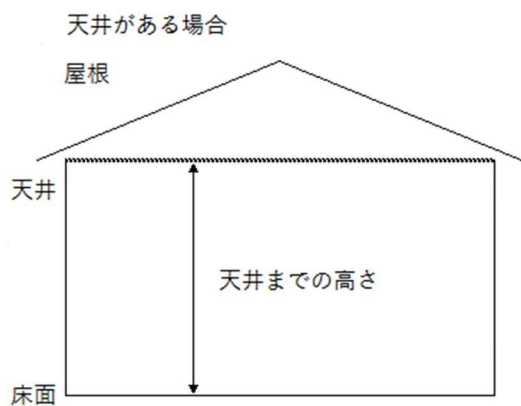 天井がある場合
屋根
天井
天井までの高さ
床面